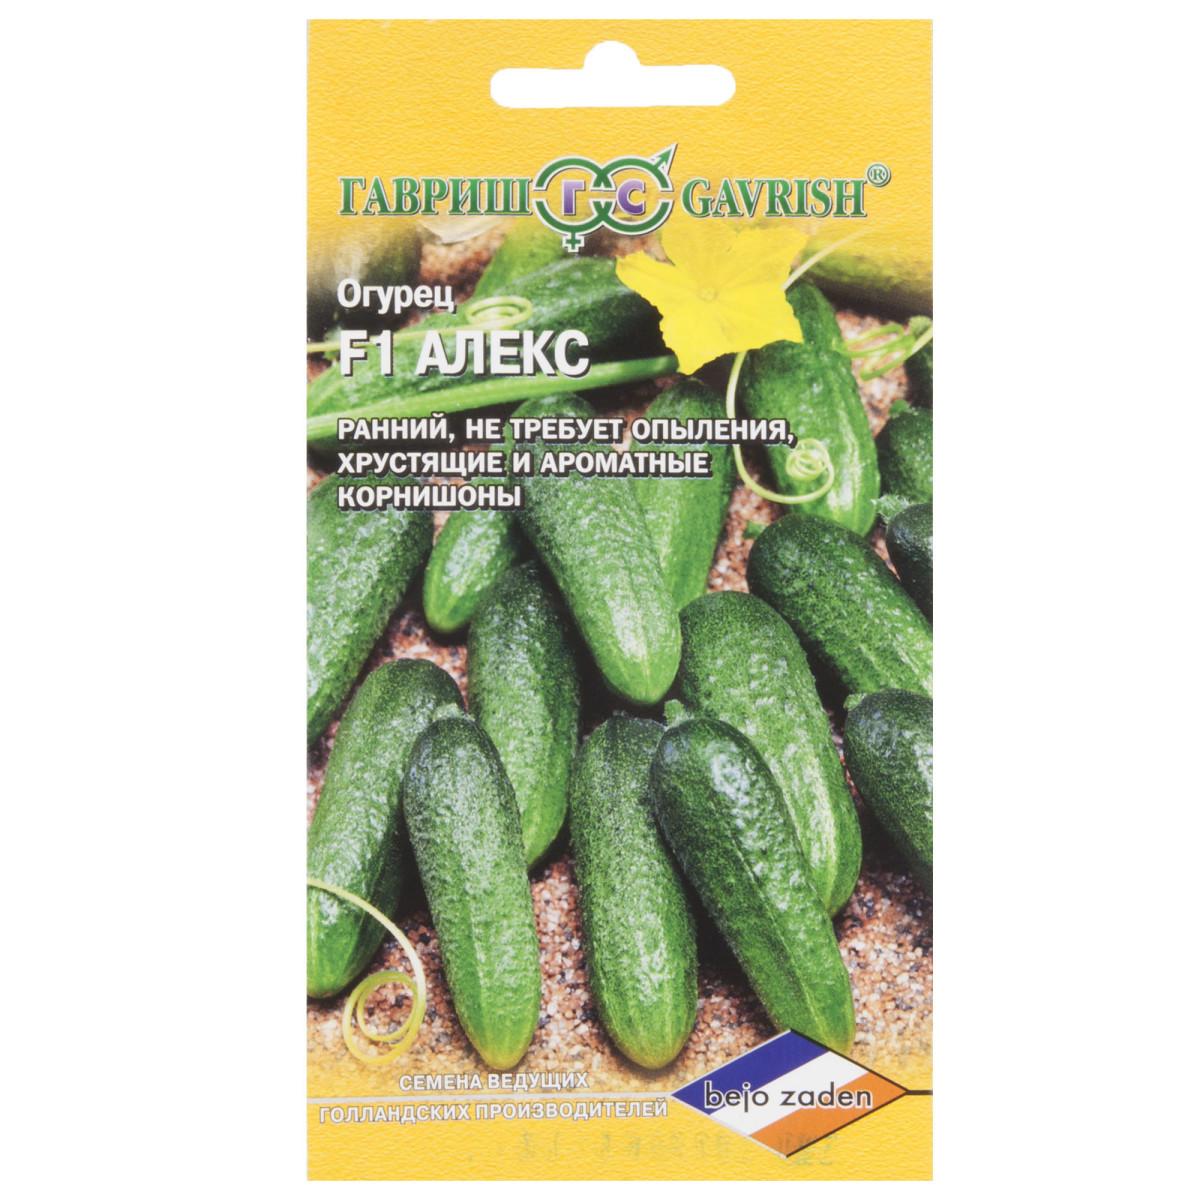 ГАВРИШ ГС GAVRISH®
Огурец
F1 АЛЕКС
РАННИЙ, НЕ ТРЕБУЕТ ОПЫЛЕНИЯ,
ХРУСТЯЩИЕ И АРОМАТНЫЕ
КОРНИШОНЫ
СЕМЕНА ВЕДУЩИХ
ГОЛЛАНДСКИХ ПРОИЗВОДИТЕЛЕЙ
bejo zaden